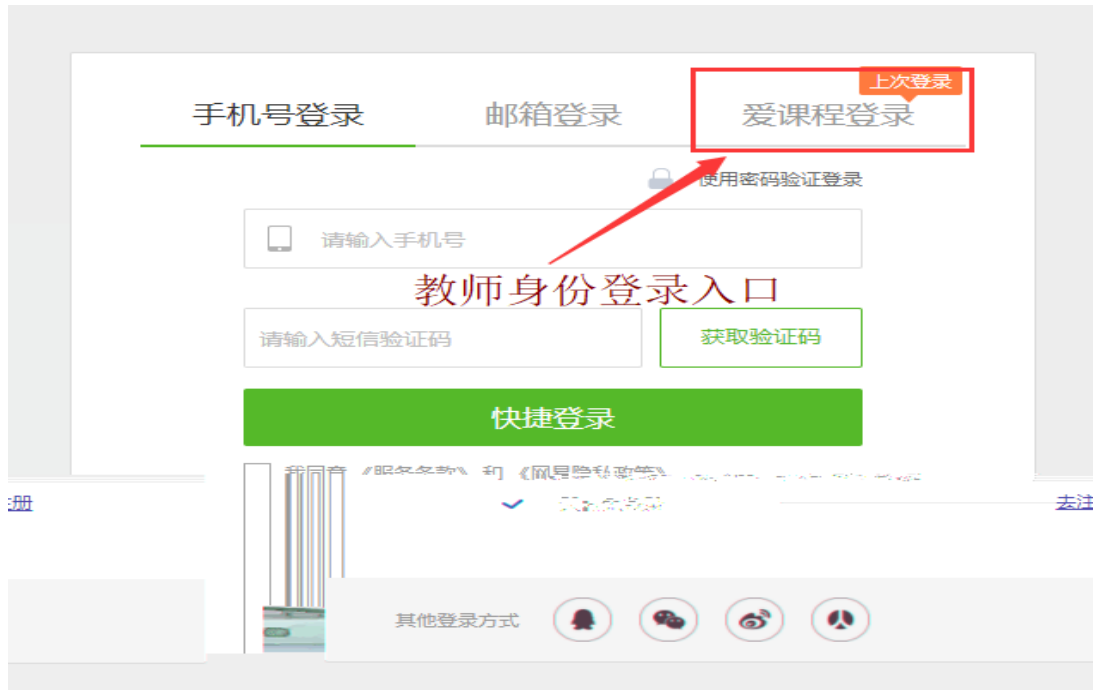 上次登录
手机号登录 邮箱登录 爱课程登录
使用密码验证登录
请输入手机号
教师身份登录入口
请输入短信验证码 获取验证码
快捷登录
我同意《服务条款》和《网易隐私政策》
注册 去注
其他登录方式